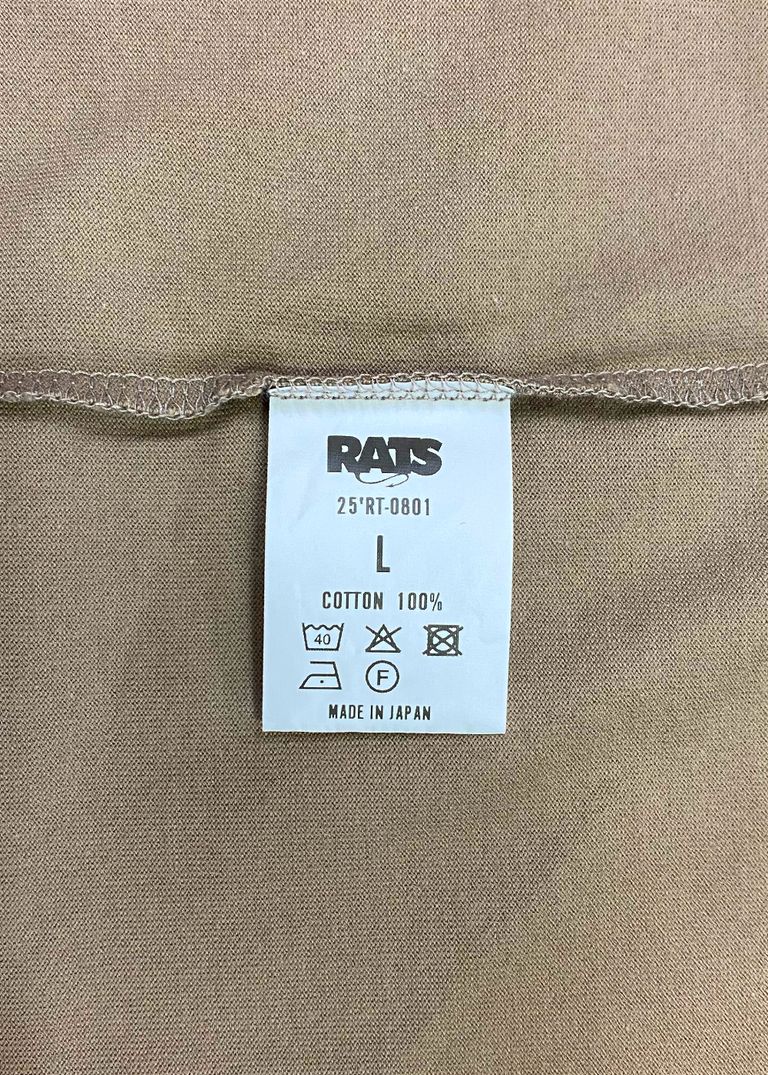 RATS
25'RT-0801
L
COTTON 100%
40
F
MADE IN JAPAN